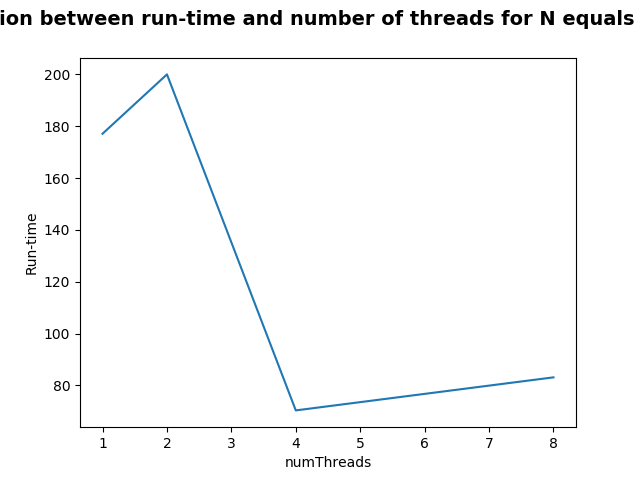 ion between run-time and number of threads for N equals
200
180
160
140
120
100
80
Run-time
1 2 3 4 5 6 7 8
numThreads